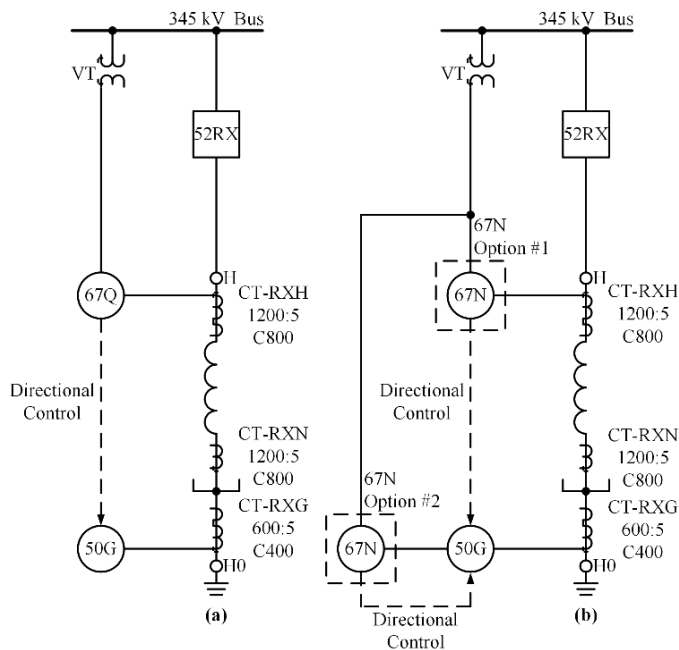 345 kV Bus
VT
52RX
67Q
H
CT-RXH
1200:5
C800
Directional
Control
CT-RXN
1200:5
C800
CT-RXG
600:5
C400
50G
H0
(a)
345 kV Bus
VT
52RX
67N
Option #1
67N
H
CT-RXH
1200:5
C800
Directional
Control
CT-RXN
1200:5
C800
67N
Option #2
CT-RXG
600:5
C400
67N
50G
H0
Directional
Control
(b)